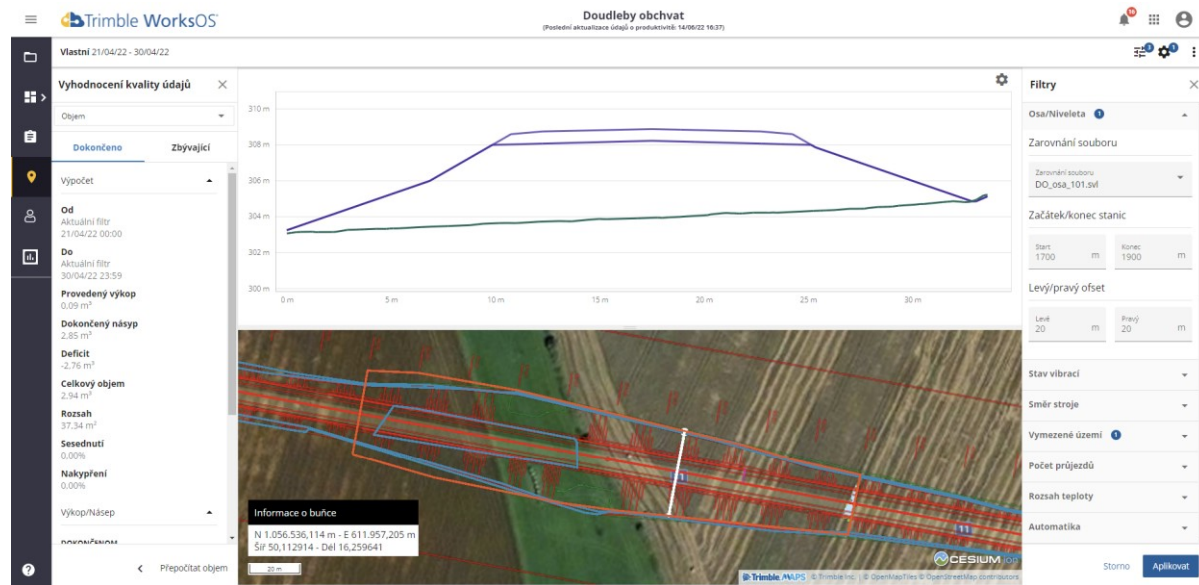 Trimble WorksOS
Doudleby obchvat
(Poslední aktualizace údajů o produktivitě: 14/06/22 16:37)
Vlastní 21/04/22 - 30/04/22
Vyhodnocení kvality údajů
Objem
Dokončeno Zbývající
Výpočet
Od
Aktuální filtr
21/04/22 00:00
Do
Aktuální filtr
30/04/22 23:59
Provedený výkop
0,09 m³
Dokončený násyp
2,85 m³
Deficit
-2,76 m³
Celkový objem
2,94 m³
Rozsah
37,34 m²
Sesednutí
0,00%
Nakypření
0,00%
Výkop/Násep
DOKONČENOM
Přepočítat objem
310 m
308 m
306 m
304 m
302 m
300 m
0 m 5 m 10 m 15 m 20 m 25 m 30 m
11
Informace o buňce
N 1.056.536,114 m - E 611.957,205 m
Šíř 50,112914 - Dél 16,259641
20 m
CESIUM ion
Trimble MAPS © Trimble Inc. | © OpenMapTiles © OpenStreetMap contributors
Filtry
Osa/Niveleta 1
Zarovnání souboru
Zarovnání souboru
DO_osa_101.svl
Začátek/konec stanic
Start Konec
1700 m 1900 m
Levý/pravý ofset
Levé Pravý
20 m 20 m
Stav vibrací
Směr stroje
Vymezené území 1
Počet průjezdů
Rozsah teploty
Automatika
Storno Aplikovat